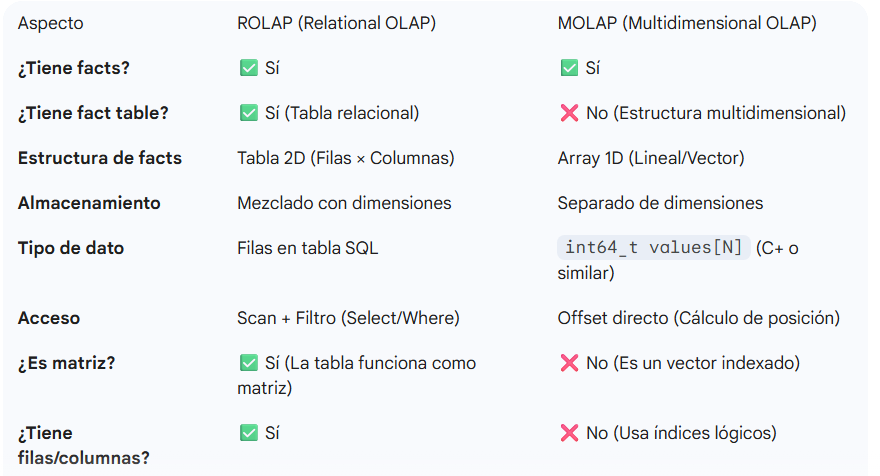 Aspecto ROLAP (Relational OLAP) MOLAP (Multidimensional OLAP)
¿Tiene facts? ✅ Sí ✅ Sí
¿Tiene fact table? ✅ Sí (Tabla relacional) ❌ No (Estructura multidimensional)
Estructura de facts Tabla 2D (Filas × Columnas) Array 1D (Lineal/Vector)
Almacenamiento Mezclado con dimensiones Separado de dimensiones
Tipo de dato Filas en tabla SQL int64_t values[N] (C+ o
similar)
Acceso Scan + Filtro (Select/Where) Offset directo (Cálculo de posición)
¿Es matriz? ✅ Sí (La tabla funciona como ❌ No (Es un vector indexado)
matriz)
¿Tiene ✅ Sí ❌ No (Usa índices lógicos)
filas/columnas?